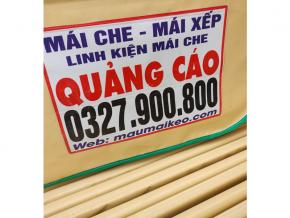 MÁI CHE - MÁI XẾP
LINH KIỆN MÁI CHE
QUẢNG CÁO
0327.900.800
Web: maumaikeo.com